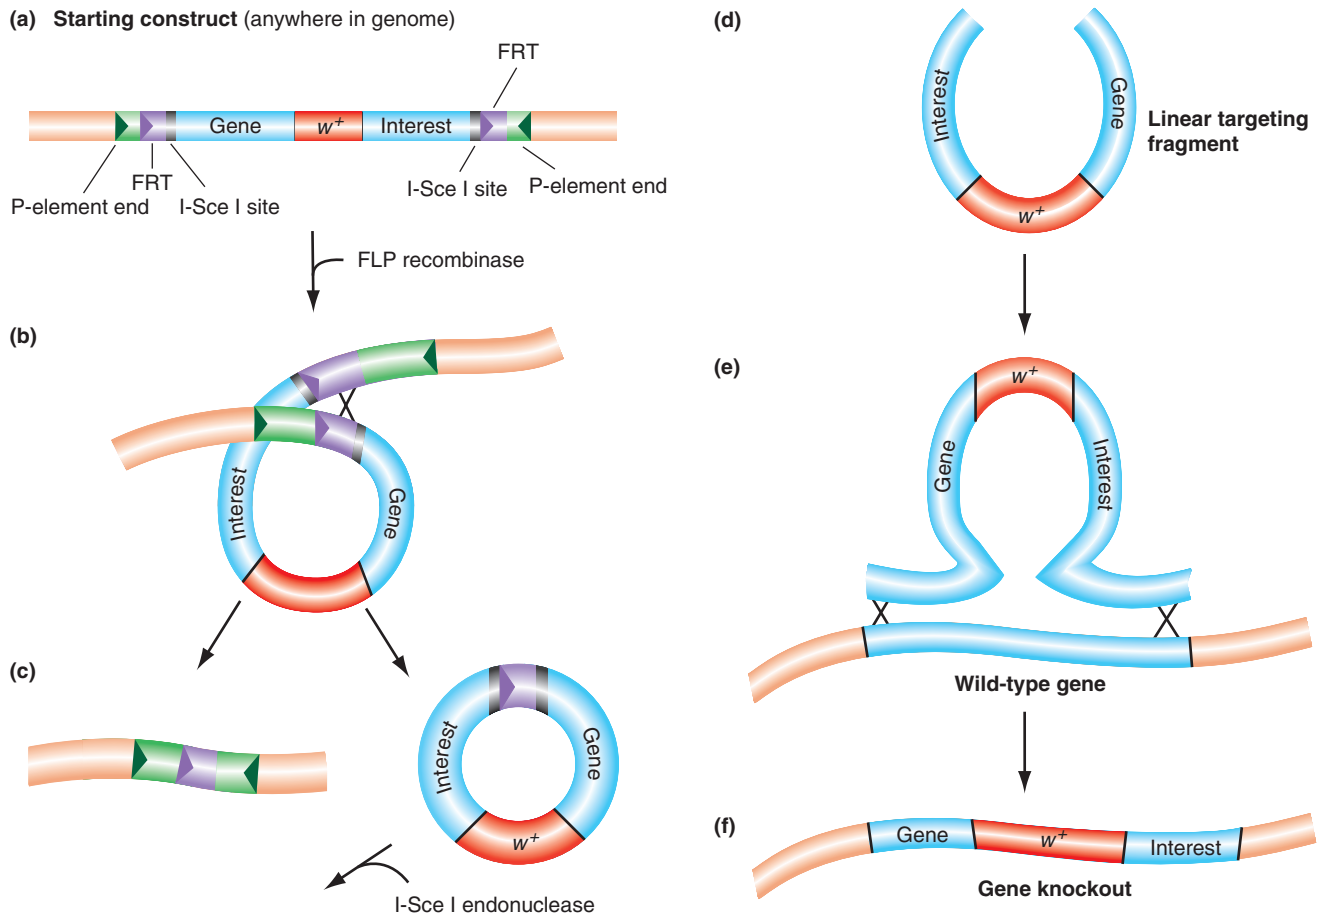 (a) Starting construct (anywhere in genome)
FRT
Gene w+ Interest
FRT
I-Sce I site
P-element end
P-element end
I-Sce I site
FLP recombinase
(b)
Interest
Gene
(c)
Interest
Gene
w+
I-Sce I endonuclease
(d)
Interest
Gene
w+
Linear targeting
fragment
(e)
w+
Gene
Interest
Wild-type gene
(f)
Gene w+ Interest
Gene knockout